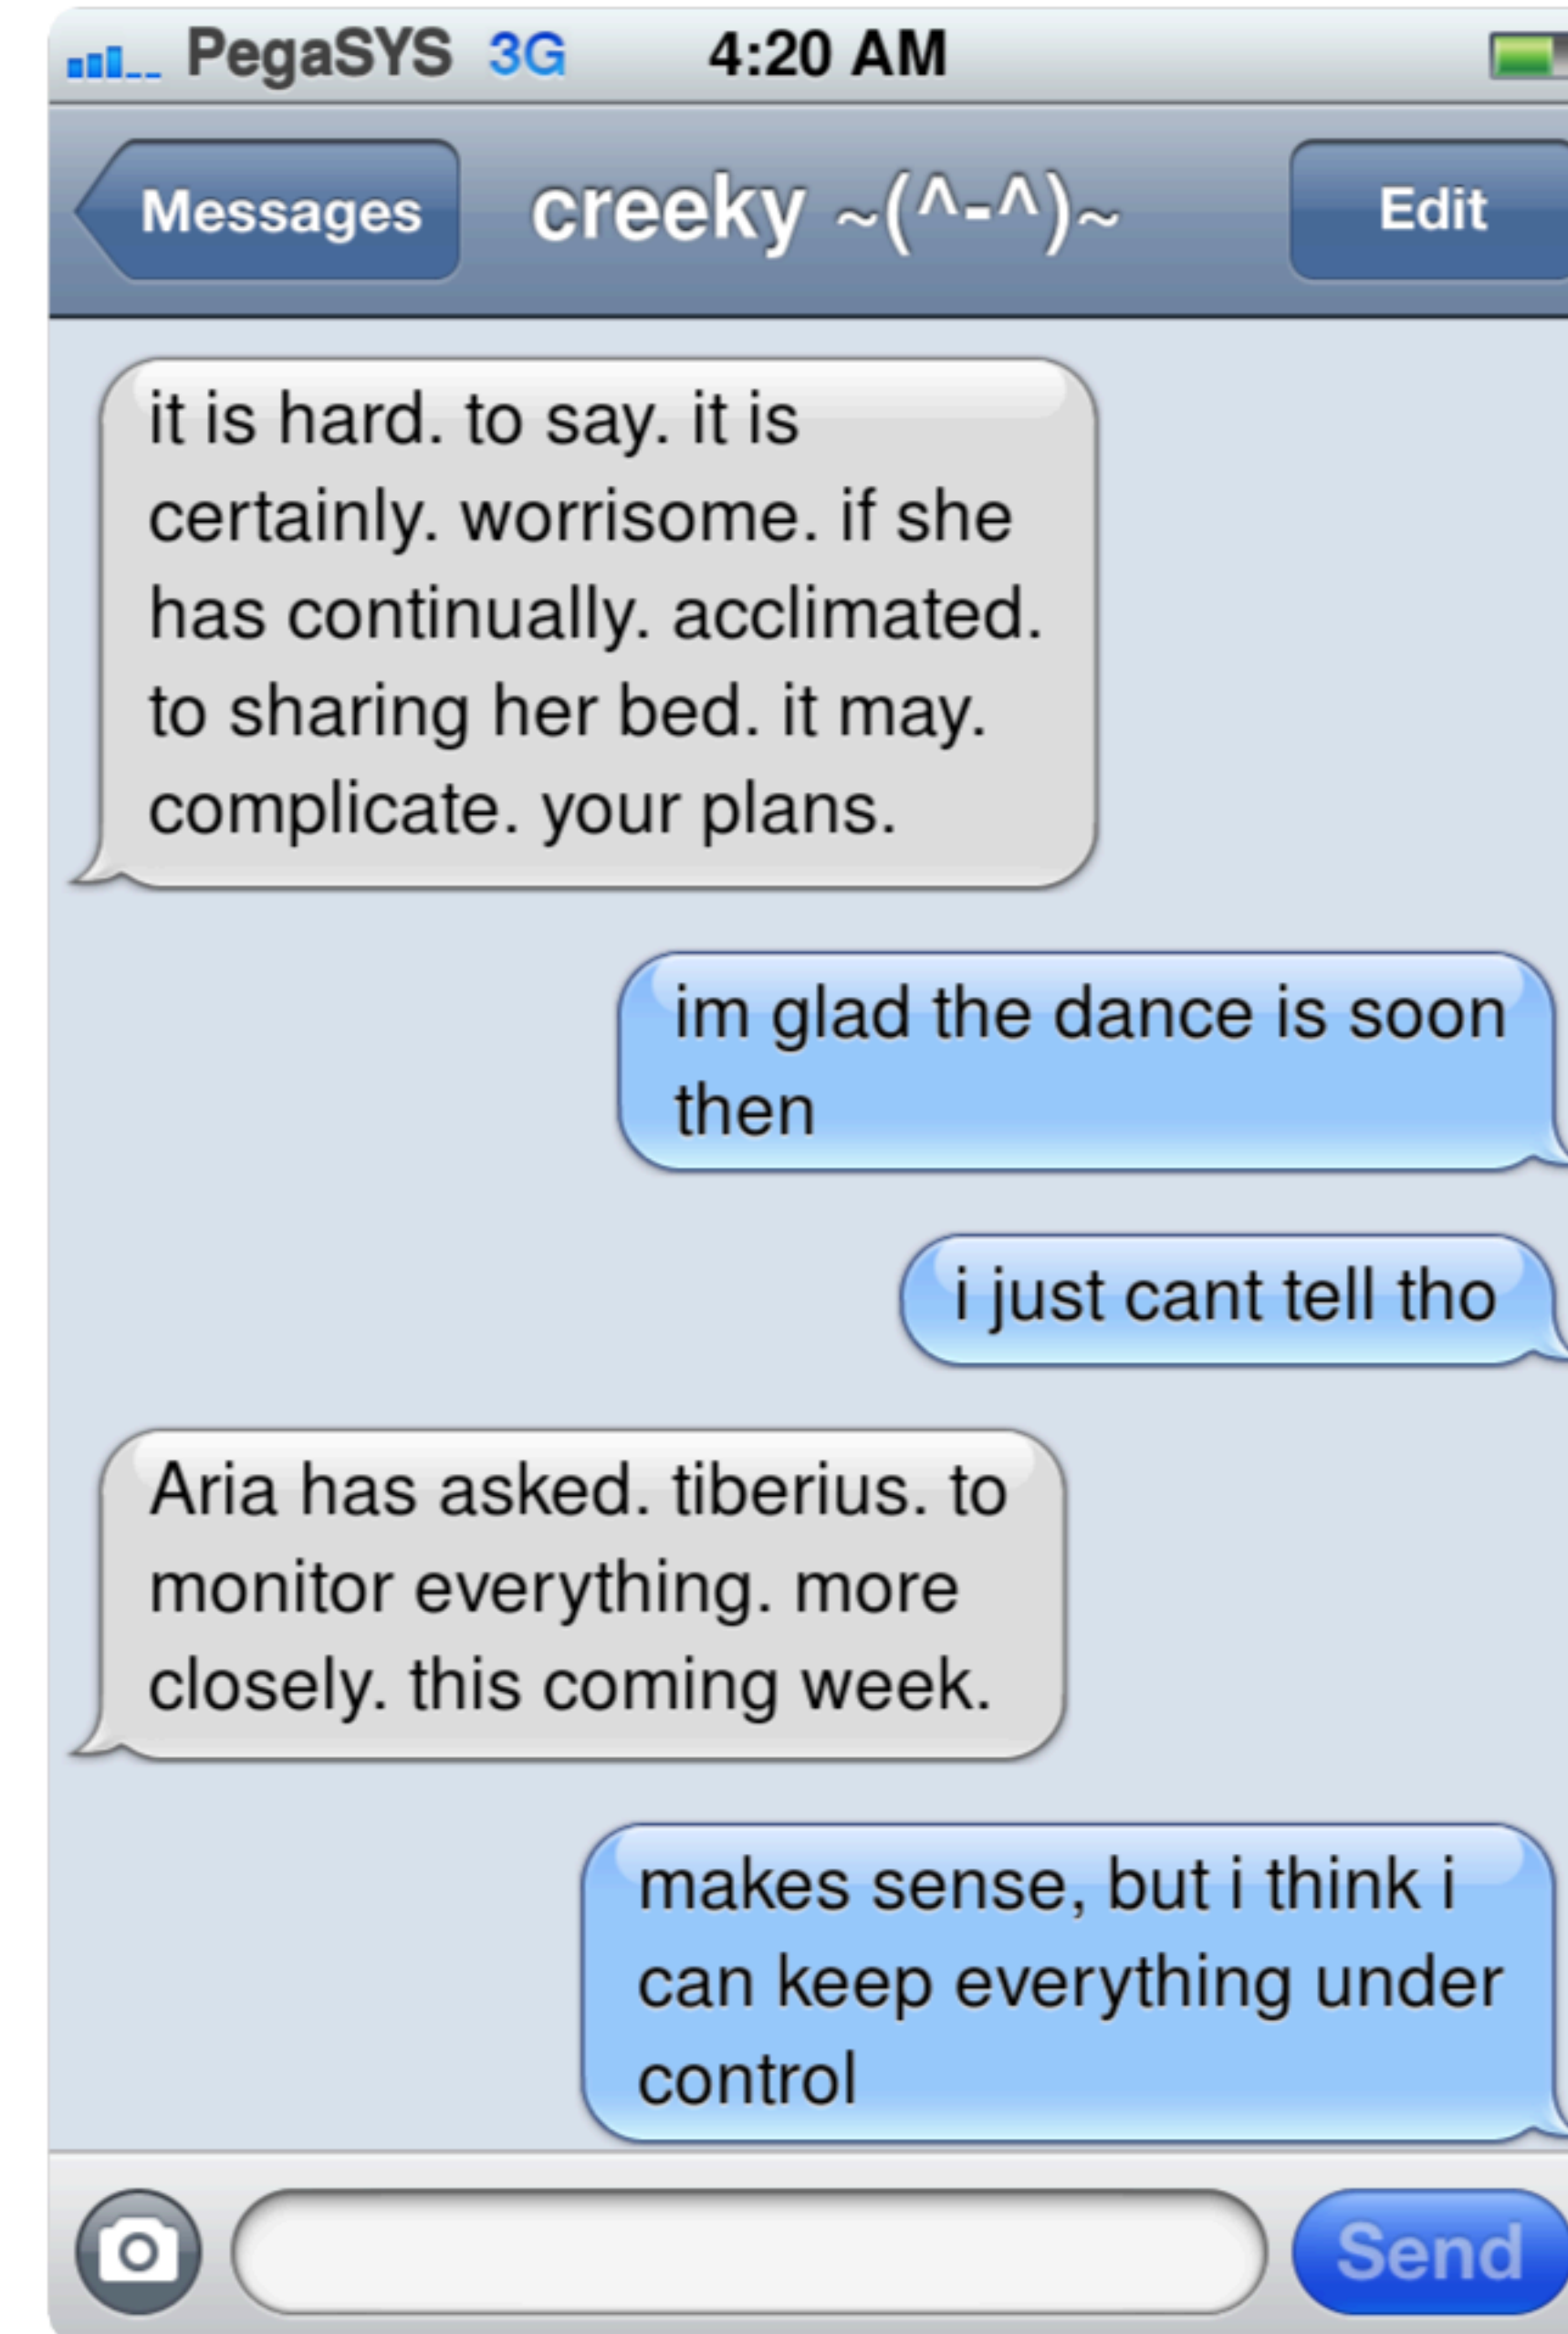 PegaSYS 3G 4:20 AM
Messages creeky ~(^-^)~ Edit
it is hard. to say. it is
certainly. worrisome. if she
has continually. acclimated.
to sharing her bed. it may.
complicate. your plans.
im glad the dance is soon
then
i just cant tell tho
Aria has asked. tiberius. to
monitor everything. more
closely. this coming week.
makes sense, but i think i
can keep everything under
control
Send